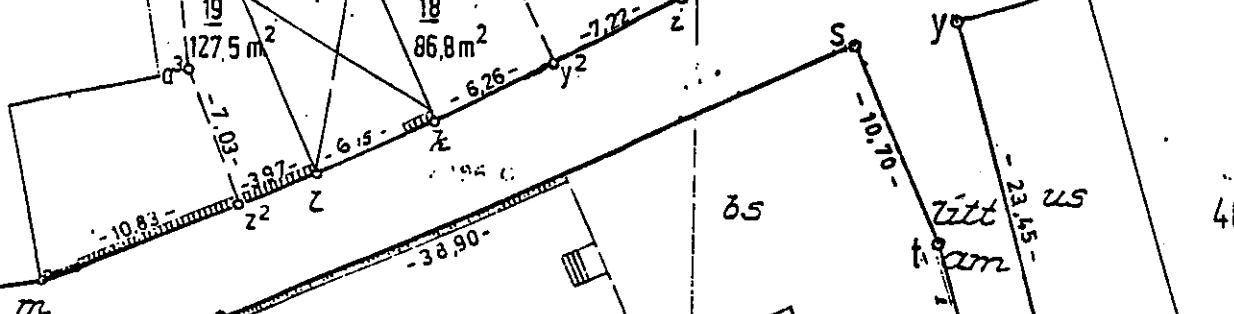 19
127,5 m²
18
86,8 m²
-7,22-
i
s
y
a³
-7,03-
-6,26-
y²
-10,70-
-3,97-
-6,15-
k
z²
l
-10,83-
-38,90-
m
bs
litt
am
us
-23,45-
t